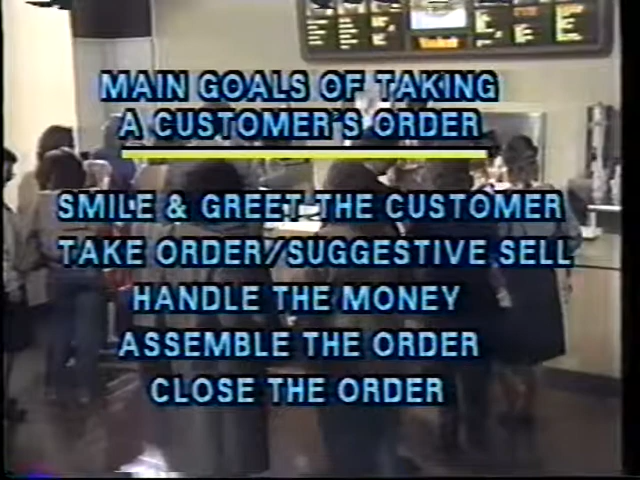 MAIN GOALS OF TAKING
A CUSTOMER'S ORDER
SMILE & GREET THE CUSTOMER
TAKE ORDER/SUGGESTIVE SELL
HANDLE THE MONEY
ASSEMBLE THE ORDER
CLOSE THE ORDER